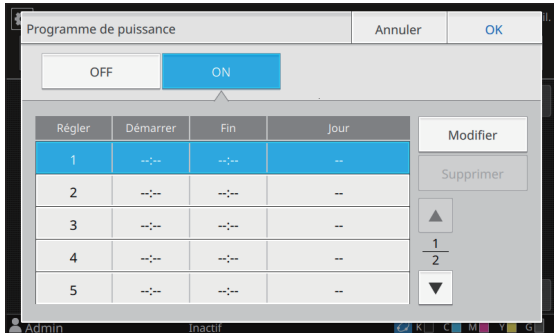 Programme de puissance Annuler OK
OFF ON
Régler Démarrer Fin Jour
Modifier
1 --:-- --:-- --
Supprimer
2 --:-- --:-- --
3 --:-- --:-- --
1
2
4 --:-- --:-- --
5 --:-- --:-- --
Admin Inactif K C M Y G